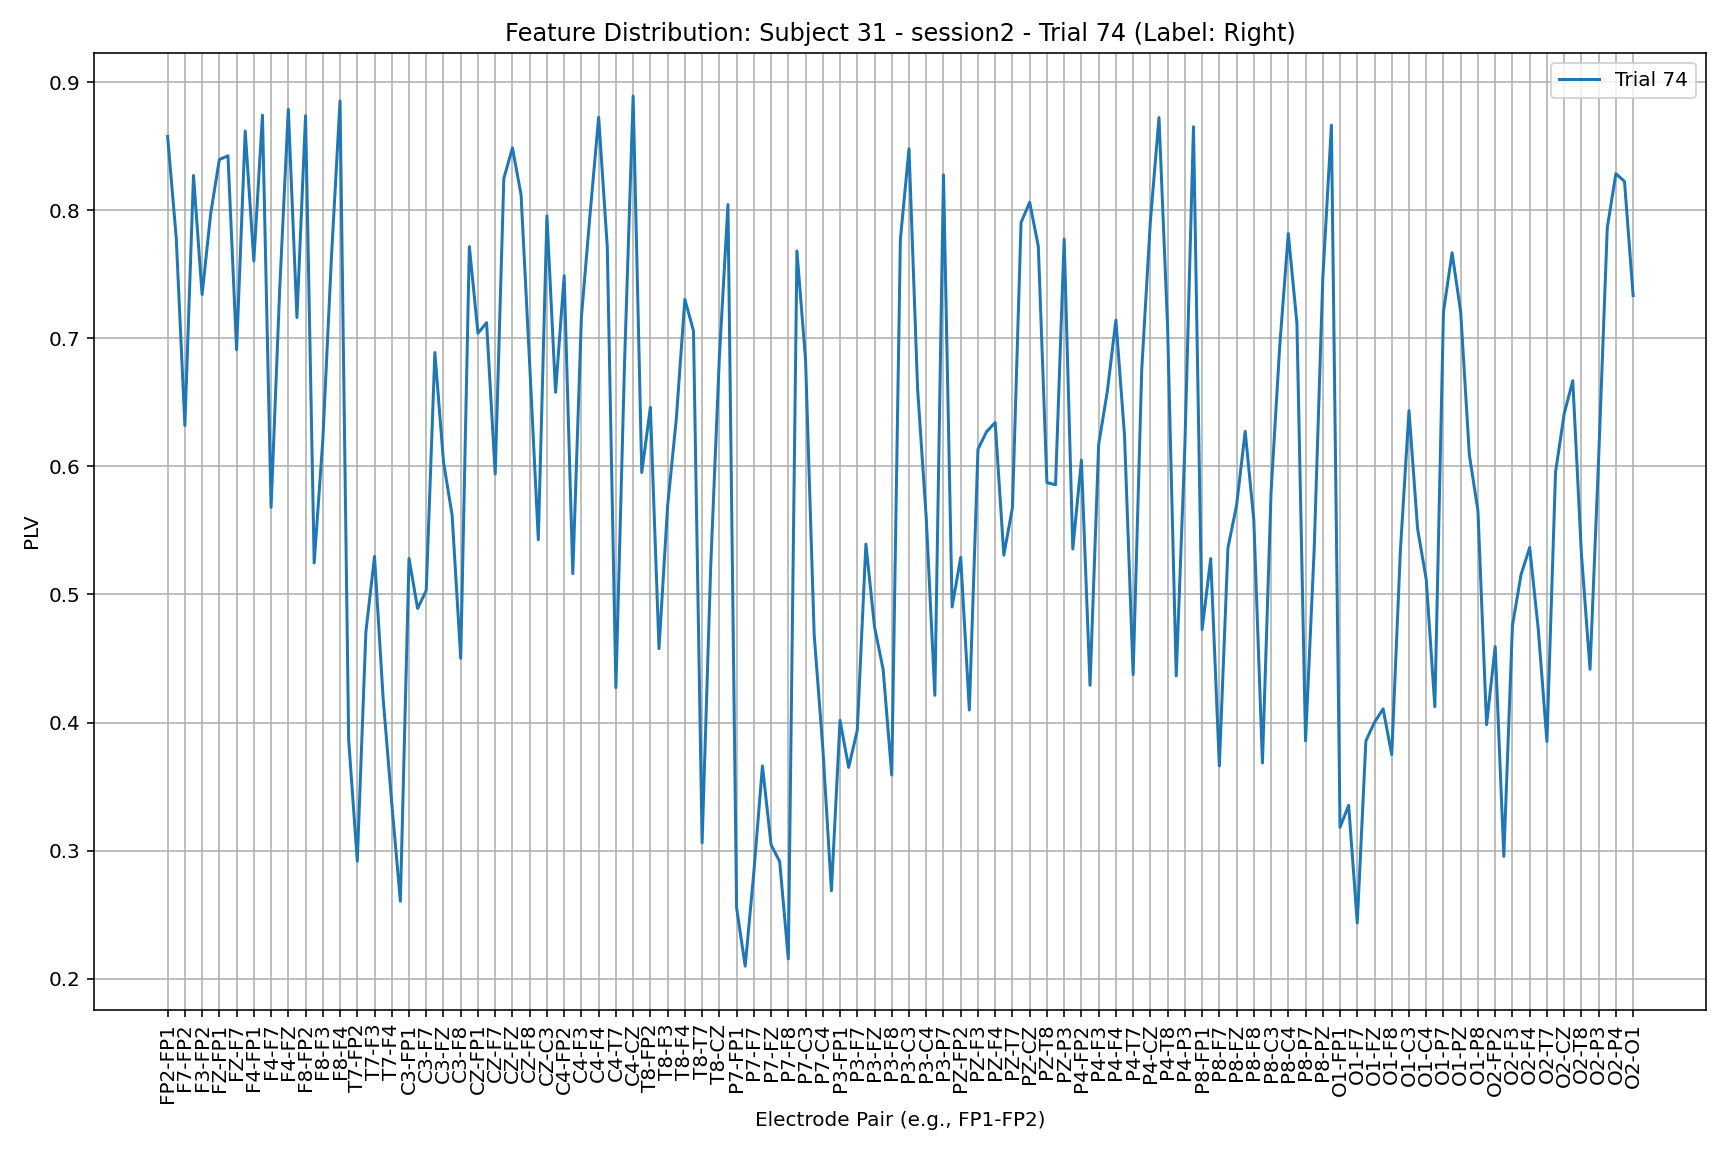 Feature Distribution: Subject 31 - session2 - Trial 74 (Label: Right)
Trial 74
PLV
0.9
0.8
0.7
0.6
0.5
0.4
0.3
0.2
FP2-FP1
F7-FP2
F3-FP2
FZ-FP1
FZ-F7
F4-FP1
F4-F7
F4-FZ
F8-FP2
F8-F3
F8-F4
T7-FP2
T7-F3
T7-F4
C3-FP1
C3-F7
C3-FZ
C3-F8
CZ-FP1
CZ-F7
CZ-FZ
CZ-F8
CZ-C3
C4-FP2
C4-F3
C4-F4
C4-T7
C4-CZ
T8-FP2
T8-F3
T8-F4
T8-T7
T8-CZ
P7-FP1
P7-F7
P7-FZ
P7-F8
P7-C3
P7-C4
P3-FP1
P3-F7
P3-FZ
P3-F8
P3-C3
P3-C4
P3-P7
PZ-FP2
PZ-F3
PZ-F4
PZ-T7
PZ-CZ
PZ-T8
PZ-P3
P4-FP2
P4-F3
P4-F4
P4-T7
P4-CZ
P4-T8
P4-P3
P8-FP1
P8-F7
P8-FZ
P8-F8
P8-C3
P8-C4
P8-P7
P8-PZ
O1-FP1
O1-F7
O1-FZ
O1-F8
O1-C3
O1-C4
O1-P7
O1-PZ
O1-P8
O2-FP2
O2-F3
O2-F4
O2-T7
O2-CZ
O2-T8
O2-P3
O2-P4
O2-O1
Electrode Pair (e.g., FP1-FP2)